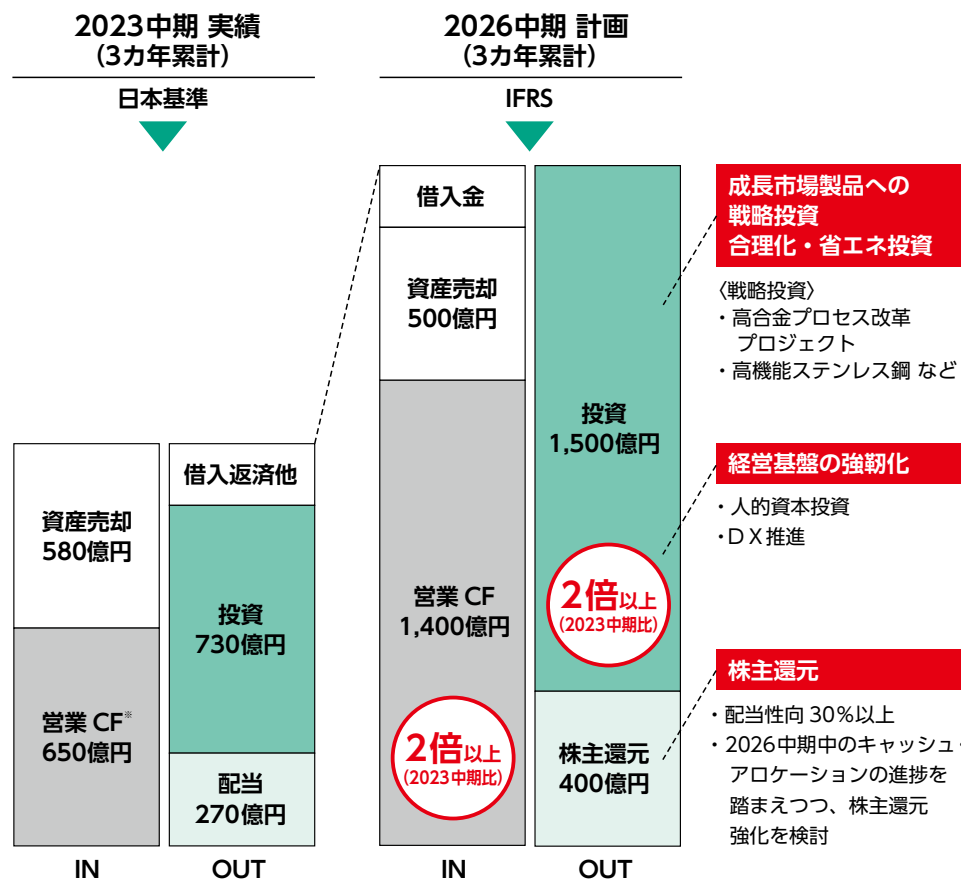 2023中期 実績
(3カ年累計)
日本基準
資産売却
580億円
営業 CF※
650億円
借入返済他
投資
730億円
配当
270億円
IN
OUT
2026中期 計画
(3カ年累計)
IFRS
借入金
資産売却
500億円
営業 CF
1,400億円
2倍以上
(2023中期比)
投資
1,500億円
2倍以上
(2023中期比)
株主還元
400億円
IN
OUT
成長市場製品への
戦略投資
合理化・省エネ投資
〈戦略投資〉
・高合金プロセス改革
プロジェクト
・高機能ステンレス鋼 など
経営基盤の強靭化
・人的資本投資
・DX推進
株主還元
・配当性向 30%以上
・2026中期中のキャッシュ・
アロケーションの進捗を
踏まえつつ、株主還元
強化を検討